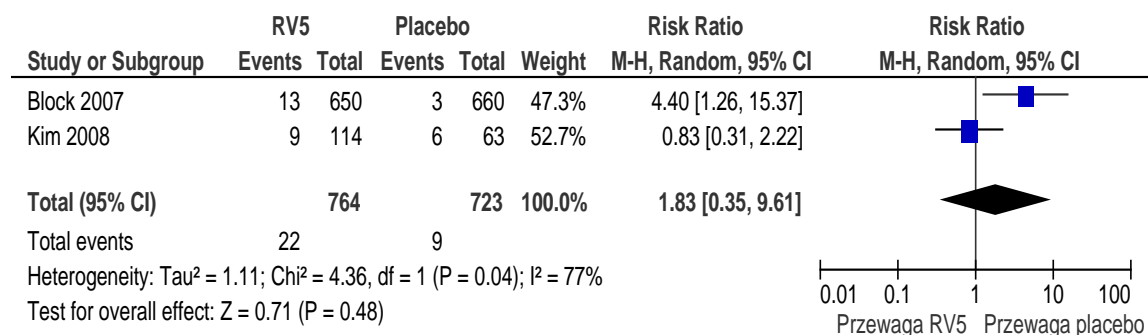 RV5 Placebo Risk Ratio Risk Ratio
Study or Subgroup Events Total Events Total Weight M-H, Random, 95% CI M-H, Random, 95% CI
Block 2007 13 650 3 660 47.3% 4.40 [1.26, 15.37]
Kim 2008 9 114 6 63 52.7% 0.83 [0.31, 2.22]
Total (95% CI) 764 723 100.0% 1.83 [0.35, 9.61]
Total events 22 9
Heterogeneity: Tau² = 1.11; Chi² = 4.36, df = 1 (P = 0.04); I² = 77%
Test for overall effect: Z = 0.71 (P = 0.48)
0.01 0.1 1 10 100
Przewaga RV5 Przewaga placebo